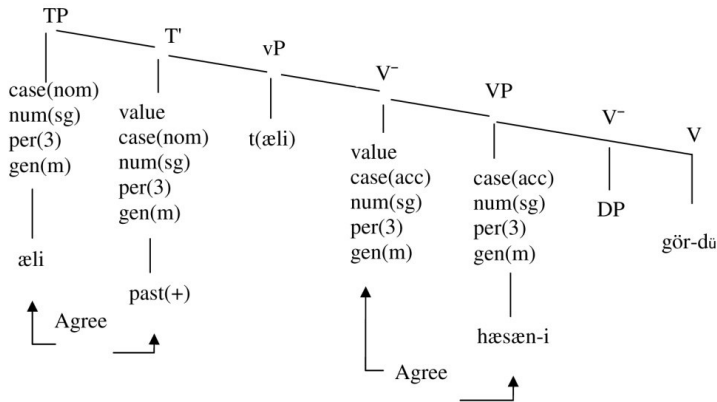 TP
T'
vP
V–
VP
V–
V
case(nom)
num(sg)
per(3)
gen(m)
value
case(nom)
num(sg)
per(3)
gen(m)
t(æli)
value
case(acc)
num(sg)
per(3)
gen(m)
case(acc)
num(sg)
per(3)
gen(m)
DP
gör-dü
æli
past(+)
Agree
hæsæn-i
Agree